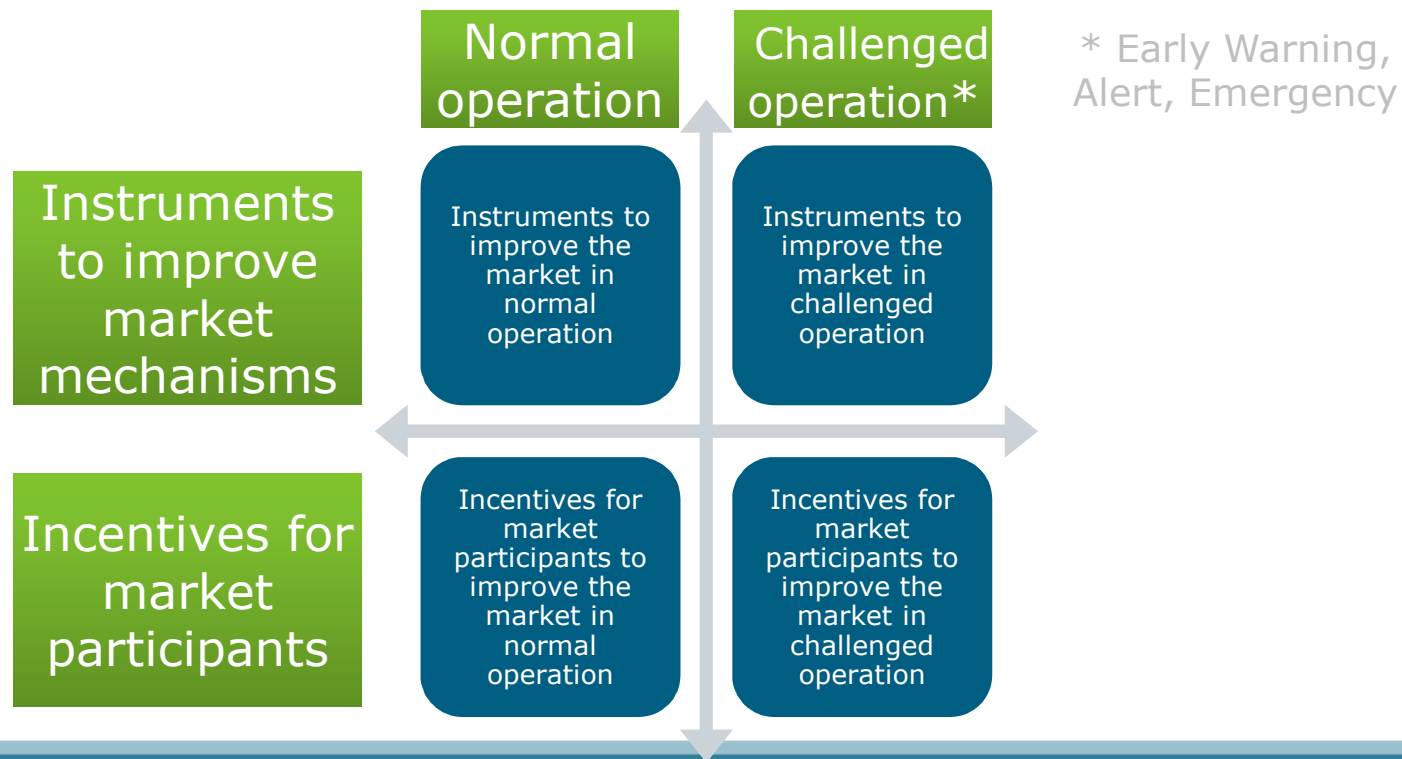 Normal
operation
Challenged
operation*
* Early Warning,
Alert, Emergency
Instruments
to improve
market
mechanisms
Instruments to
improve the
market in
normal
operation
Instruments to
improve the
market in
challenged
operation
Incentives for
market
participants
Incentives for
market
participants to
improve the
market in
normal
operation
Incentives for
market
participants to
improve the
market in
challenged
operation